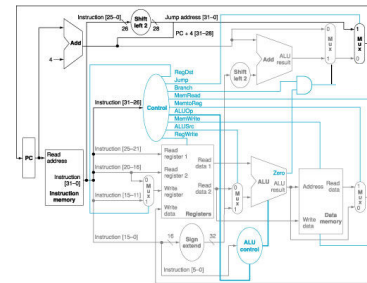 Instruction [25–0]
Shift left 2
Jump address [31–0]
26
28
PC + 4 [31–28]
Add
4
0
M
u
x
1
1
M
u
x
0
Add
ALU result
Shift left 2
RegDst
Jump
Branch
MemRead
Instruction [31–26]
Control
MemtoReg
ALUOp
MemWrite
ALUSrc
RegWrite
PC
Read address
Instruction [31–0]
Instruction memory
Instruction [25–21]
Read register 1
Read data 1
Instruction [20–16]
Read register 2
0
M
u
x
1
Instruction [15–11]
Write register
Read data 2
Write data
Registers
0
M
u
x
1
Zero
ALU
ALU result
Address
Read data
Data memory
Write data
1
M
u
x
0
Instruction [15–0]
16
Sign extend
32
ALU control
Instruction [5–0]